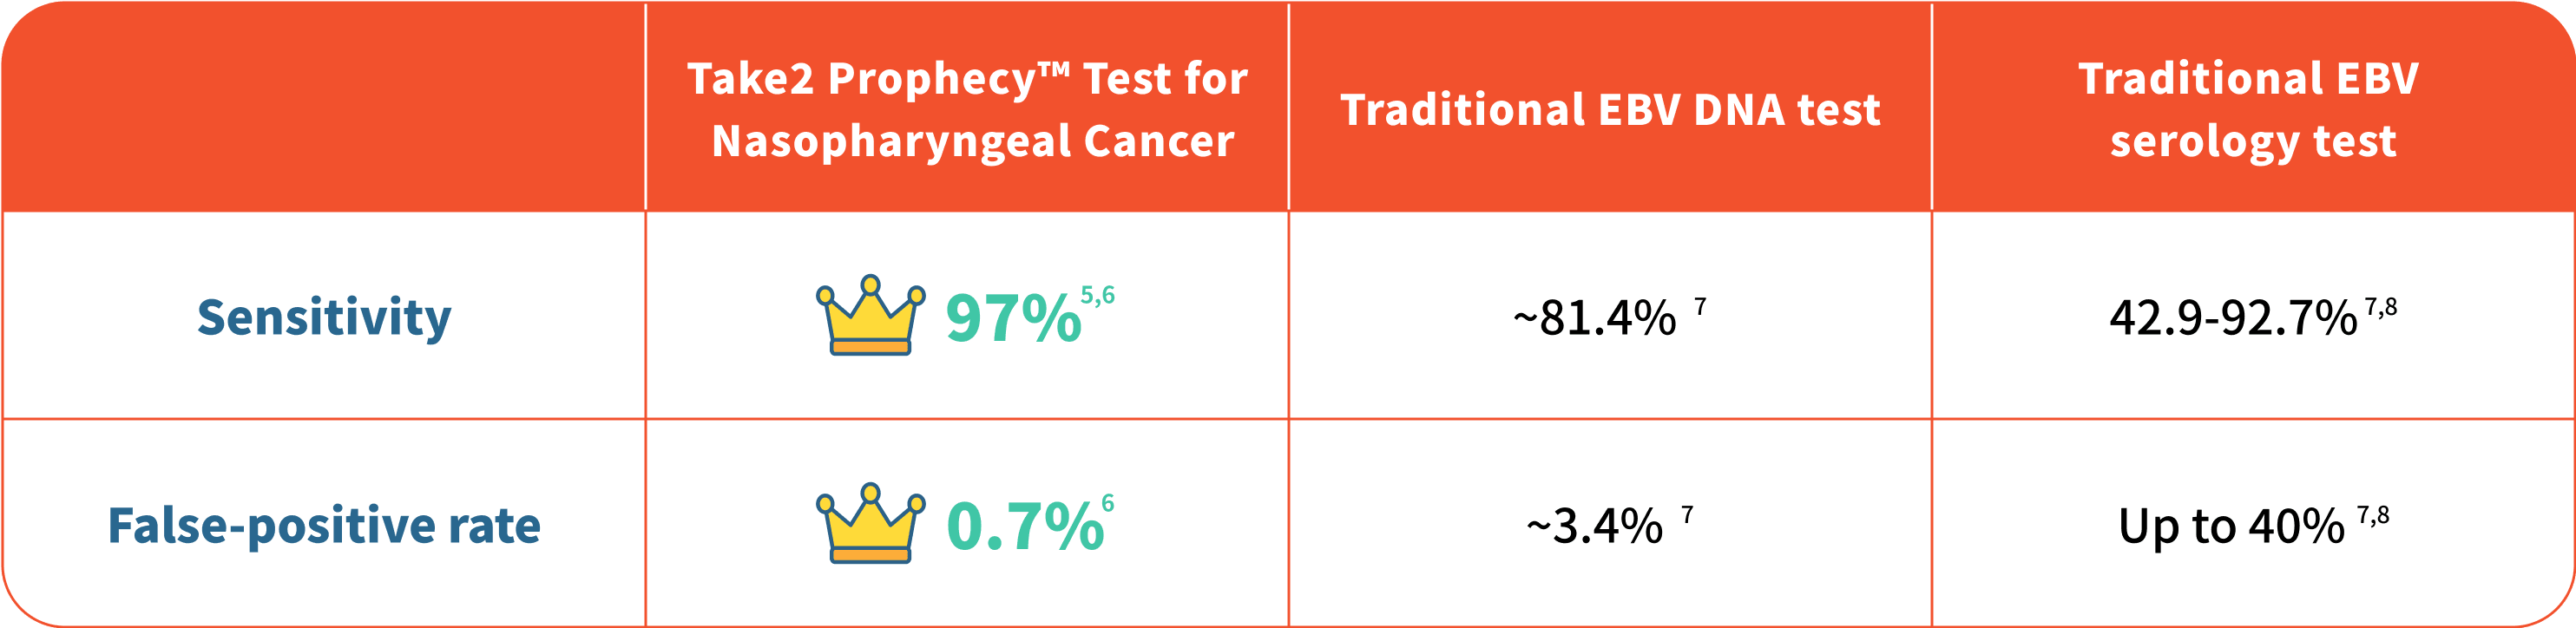 Take2 Prophecy™ Test for
Nasopharyngeal Cancer
Traditional EBV DNA test
Traditional EBV
serology test
Sensitivity
97% 5,6
~81.4% 7
42.9-92.7% 7,8
False-positive rate
0.7% 6
~3.4% 7
Up to 40% 7,8